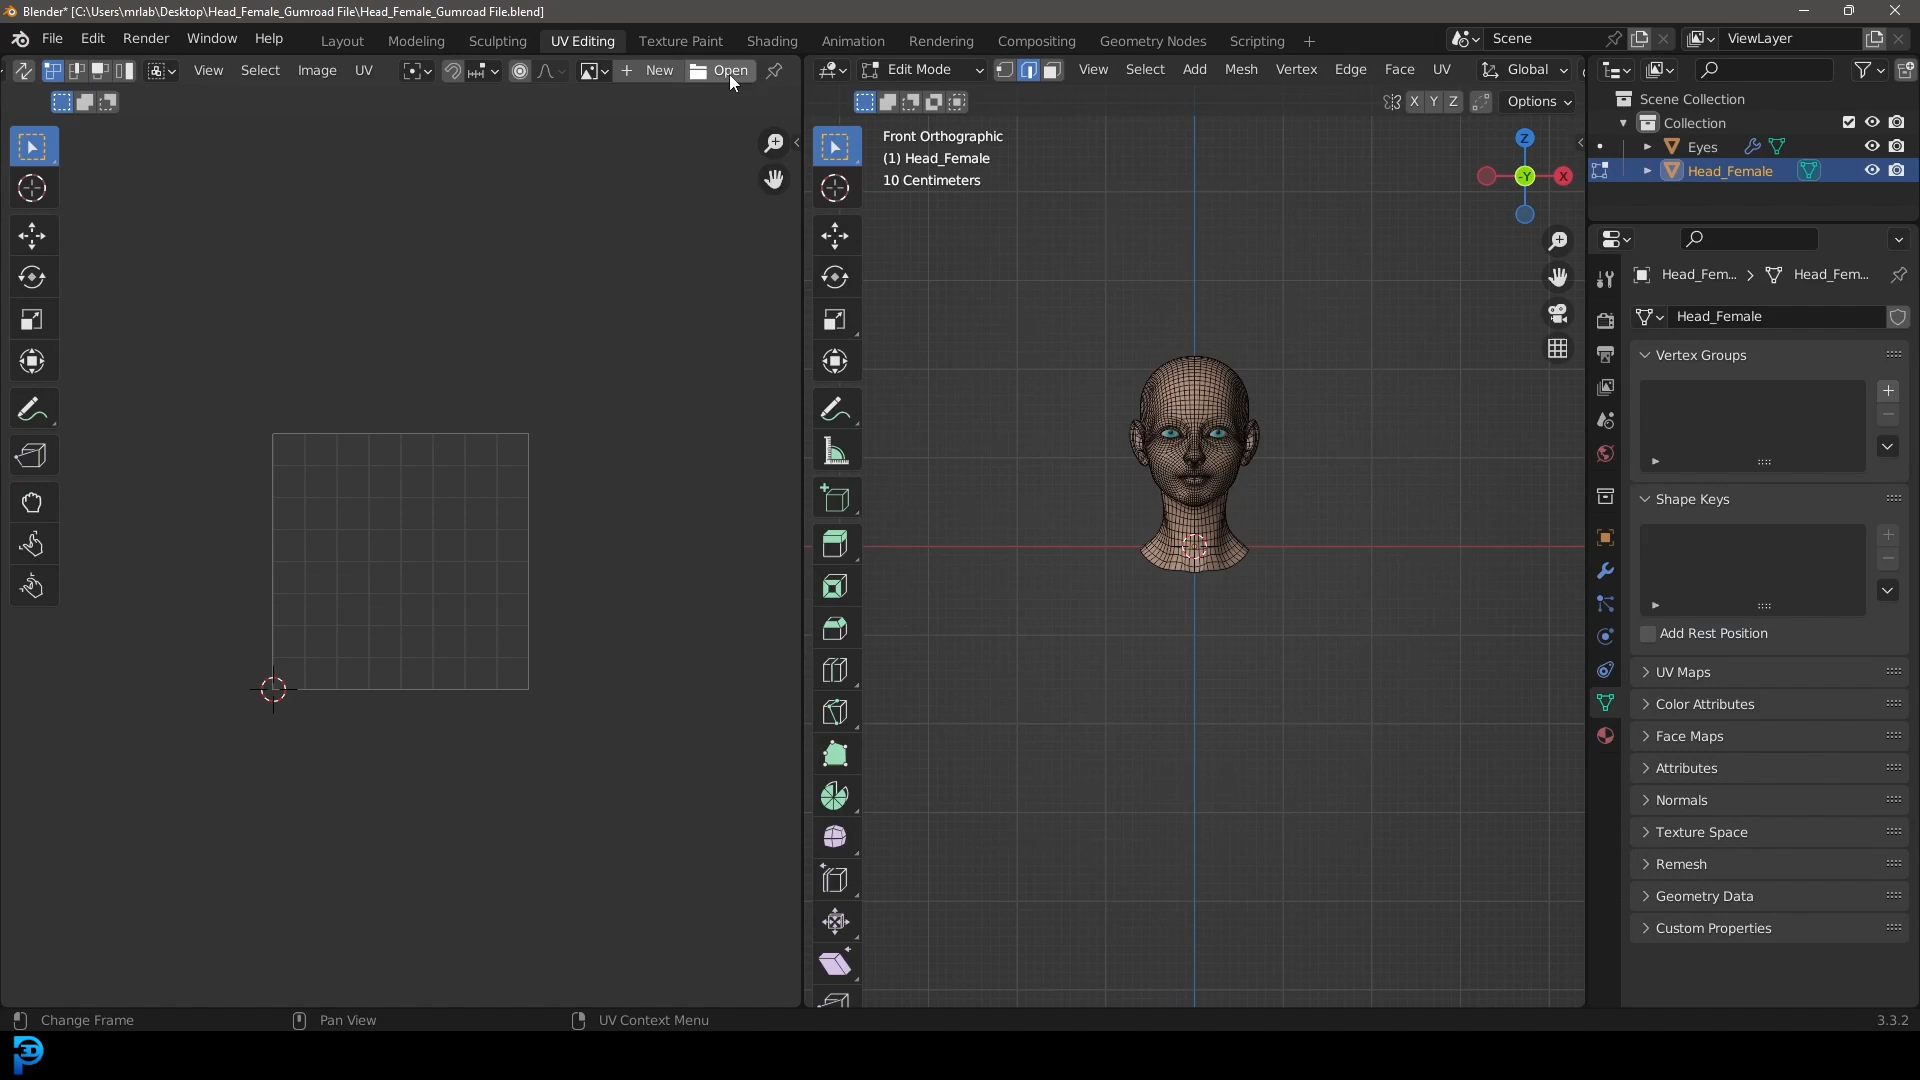 Blender* [C:\Users\mrlab\Desktop\Head_Female_Gumroad File\Head_Female_Gumroad File.blend]
File Edit Render Window Help Layout Modeling Sculpting UV Editing Texture Paint Shading Animation Rendering Compositing Geometry Nodes Scripting + Scene ViewLayer
View Select Image UV New Open Edit Mode View Select Add Mesh Vertex Edge Face UV Global
X Y Z Options
Scene Collection
Collection
Eyes
Head_Female
Front Orthographic
(1) Head_Female
10 Centimeters
Z
-Y
X
Head_Fem... > Head_Fem...
Head_Female
Vertex Groups
Shape Keys
Add Rest Position
UV Maps
Color Attributes
Face Maps
Attributes
Normals
Texture Space
Remesh
Geometry Data
Custom Properties
Change Frame Pan View UV Context Menu 3.3.2
3D